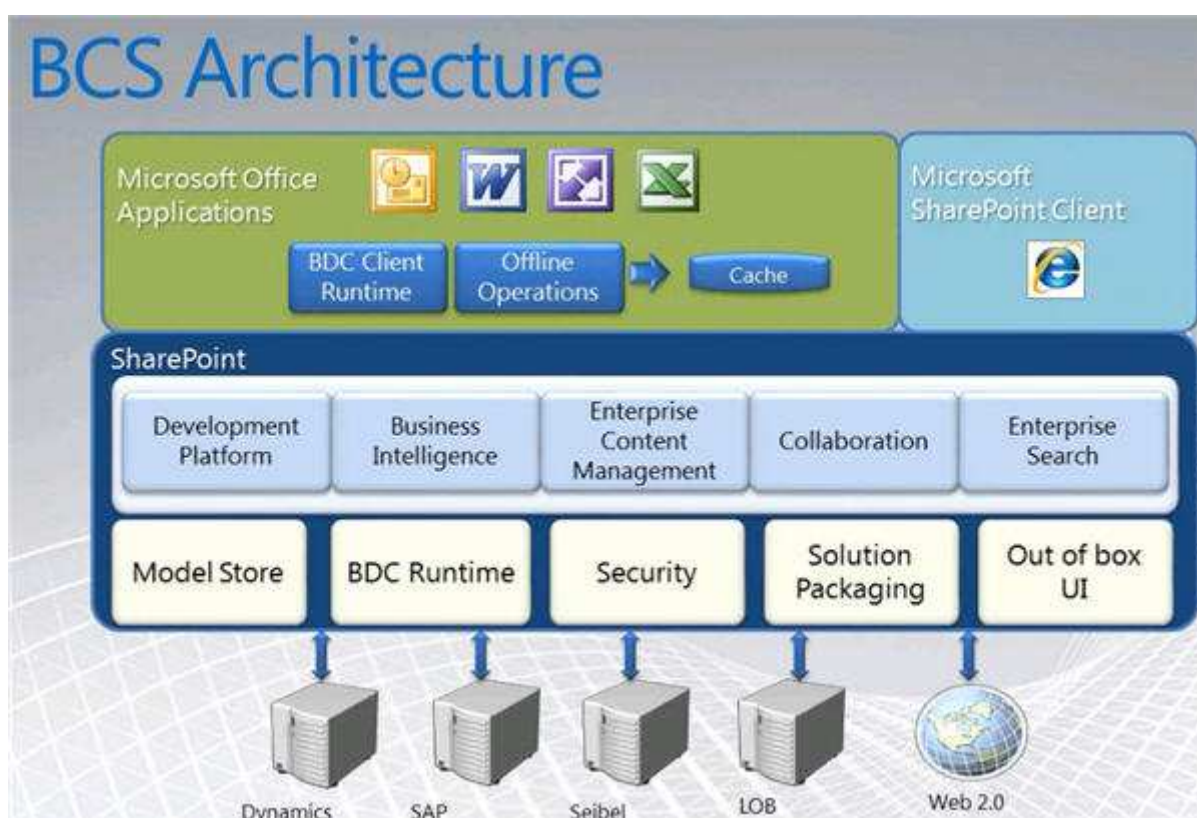 BCS Architecture
Microsoft Office
Applications
W
X
Microsoft
SharePoint Client
BDC Client
Runtime
Offline
Operations
Cache
SharePoint
Development
Platform
Business
Intelligence
Enterprise
Content
Management
Collaboration
Enterprise
Search
Model Store
BDC Runtime
Security
Solution
Packaging
Out of box
UI
Dynamics
SAP
Seibel
LOB
Web 2.0